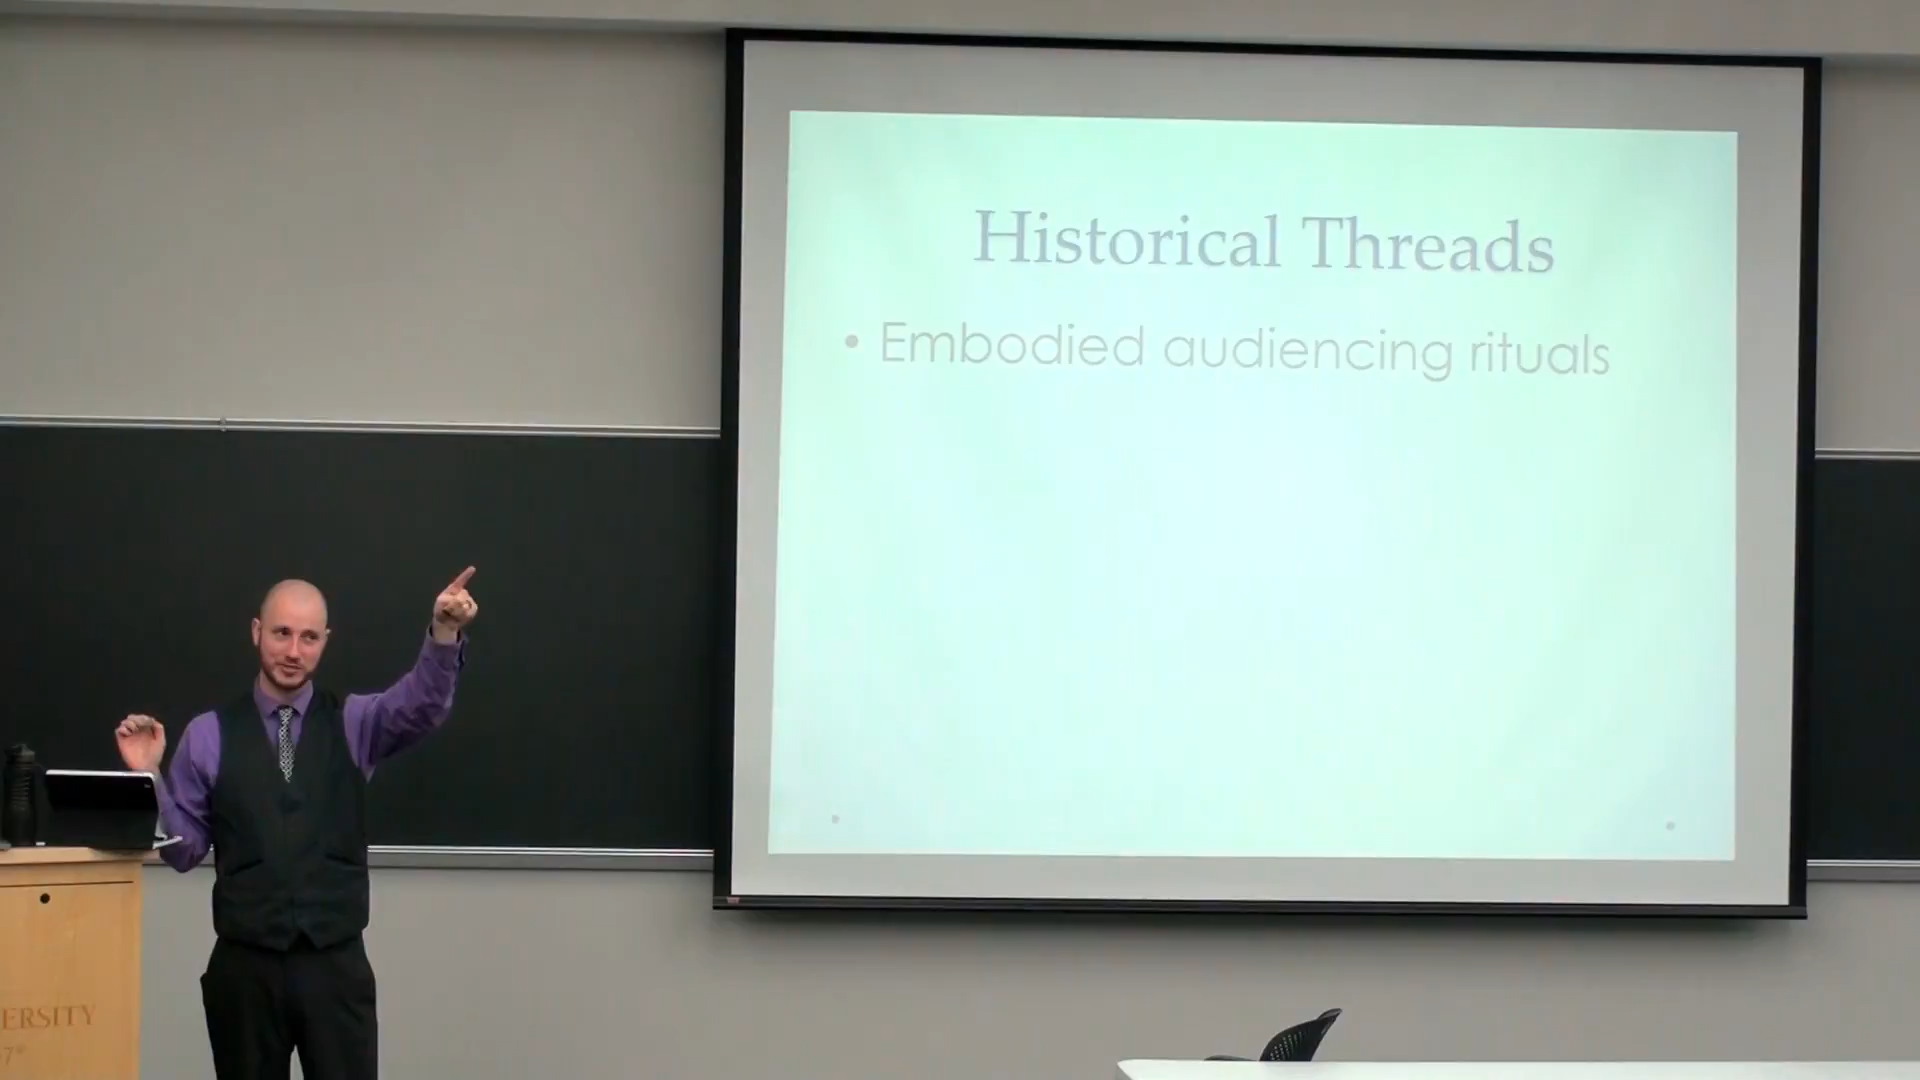 Historical Threads
• Embodied audiencing rituals
ERSITY